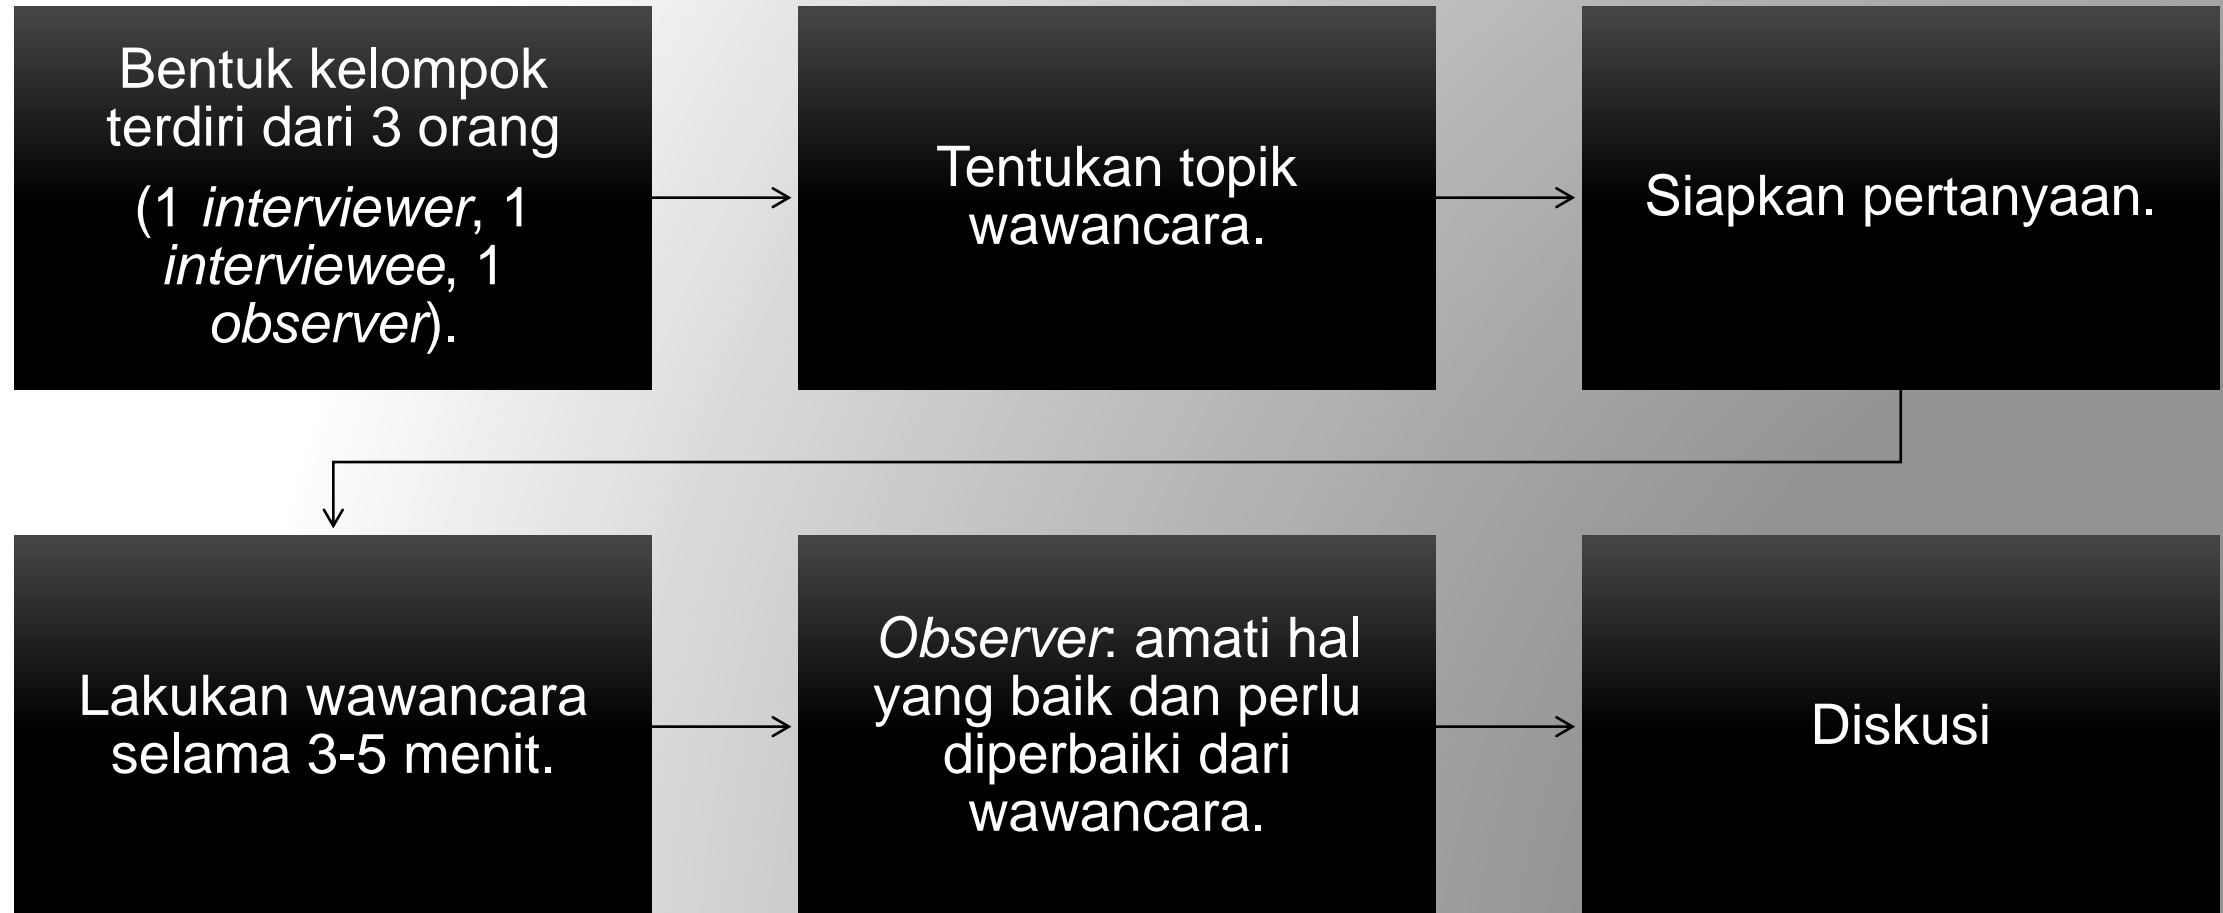 Bentuk kelompok
terdiri dari 3 orang
(1 interviewer, 1
interviewee, 1
observer).
Tentukan topik
wawancara.
Siapkan pertanyaan.
Lakukan wawancara
selama 3-5 menit.
Observer: amati hal
yang baik dan perlu
diperbaiki dari
wawancara.
Diskusi